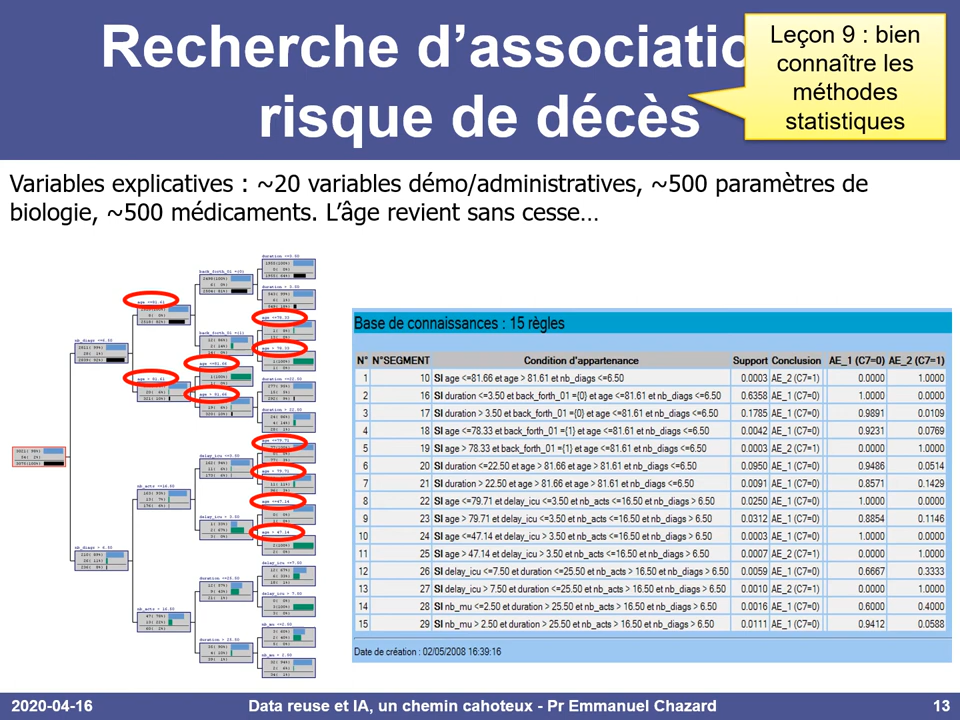 Recherche d’associatio
risque de décès
Leçon 9 : bien
connaître les
méthodes
statistiques
Variables explicatives : ~20 variables démo/administratives, ~500 paramètres de
biologie, ~500 médicaments. L’âge revient sans cesse…
Base de connaissances : 15 règles
N° N°SEGMENT Condition d'appartenance Support Conclusion AE_1 (C7=0) AE_2 (C7=1)
1 10 SI age <=81.66 et age > 81.61 et nb_diags <=6.50 0.0003 AE_2 (C7=1) 0.0000 1.0000
2 16 SI duration <=3.50 et back_forth_01 ={0} et age <=81.61 et nb_diags <=6.50 0.6358 AE_1 (C7=0) 1.0000 0.0000
3 17 SI duration > 3.50 et back_forth_01 ={0} et age <=81.61 et nb_diags <=6.50 0.1785 AE_1 (C7=0) 0.9891 0.0109
4 18 SI age <=78.33 et back_forth_01 ={1} et age <=81.61 et nb_diags <=6.50 0.0042 AE_1 (C7=0) 0.9231 0.0769
5 19 SI age > 78.33 et back_forth_01 ={1} et age <=81.61 et nb_diags <=6.50 0.0003 AE_2 (C7=1) 0.0000 1.0000
6 20 SI duration <=22.50 et age > 81.66 et age > 81.61 et nb_diags <=6.50 0.0950 AE_1 (C7=0) 0.9486 0.0514
7 21 SI duration > 22.50 et age > 81.66 et age > 81.61 et nb_diags <=6.50 0.0091 AE_1 (C7=0) 0.8571 0.1429
8 22 SI age <=79.71 et delay_icu <=3.50 et nb_acts <=16.50 et nb_diags > 6.50 0.0250 AE_1 (C7=0) 1.0000 0.0000
9 23 SI age > 79.71 et delay_icu <=3.50 et nb_acts <=16.50 et nb_diags > 6.50 0.0312 AE_1 (C7=0) 0.8854 0.1146
10 24 SI age <=47.14 et delay_icu > 3.50 et nb_acts <=16.50 et nb_diags > 6.50 0.0003 AE_1 (C7=0) 1.0000 0.0000
11 25 SI age > 47.14 et delay_icu > 3.50 et nb_acts <=16.50 et nb_diags > 6.50 0.0007 AE_2 (C7=1) 0.0000 1.0000
12 26 SI delay_icu <=7.50 et duration <=25.50 et nb_acts > 16.50 et nb_diags > 6.50 0.0059 AE_1 (C7=0) 0.6667 0.3333
13 27 SI delay_icu > 7.50 et duration <=25.50 et nb_acts > 16.50 et nb_diags > 6.50 0.0010 AE_2 (C7=1) 0.0000 1.0000
14 28 SI nb_mu <=2.50 et duration > 25.50 et nb_acts > 16.50 et nb_diags > 6.50 0.0016 AE_1 (C7=0) 0.6000 0.4000
15 29 SI nb_mu > 2.50 et duration > 25.50 et nb_acts > 16.50 et nb_diags > 6.50 0.0111 AE_1 (C7=0) 0.9412 0.0588
Date de création : 02/05/2008 16:39:16
2020-04-16
Data reuse et IA, un chemin cahoteux - Pr Emmanuel Chazard
13